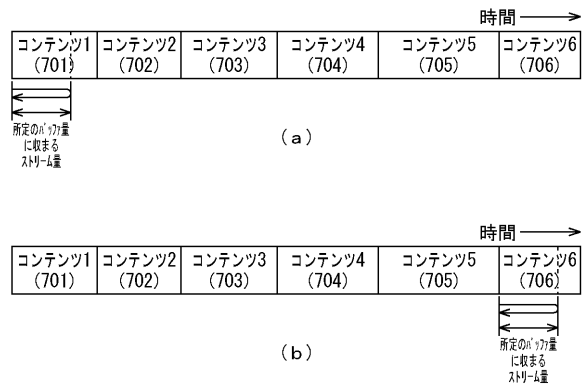 時間
コンテンツ1 コンテンツ2 コンテンツ3 コンテンツ4 コンテンツ5 コンテンツ6
(701) (702) (703) (704) (705) (706)
所定のバッファ量
に収まる
ストリーム量
(a)
時間
コンテンツ1 コンテンツ2 コンテンツ3 コンテンツ4 コンテンツ5 コンテンツ6
(701) (702) (703) (704) (705) (706)
所定のバッファ量
に収まる
ストリーム量
(b)